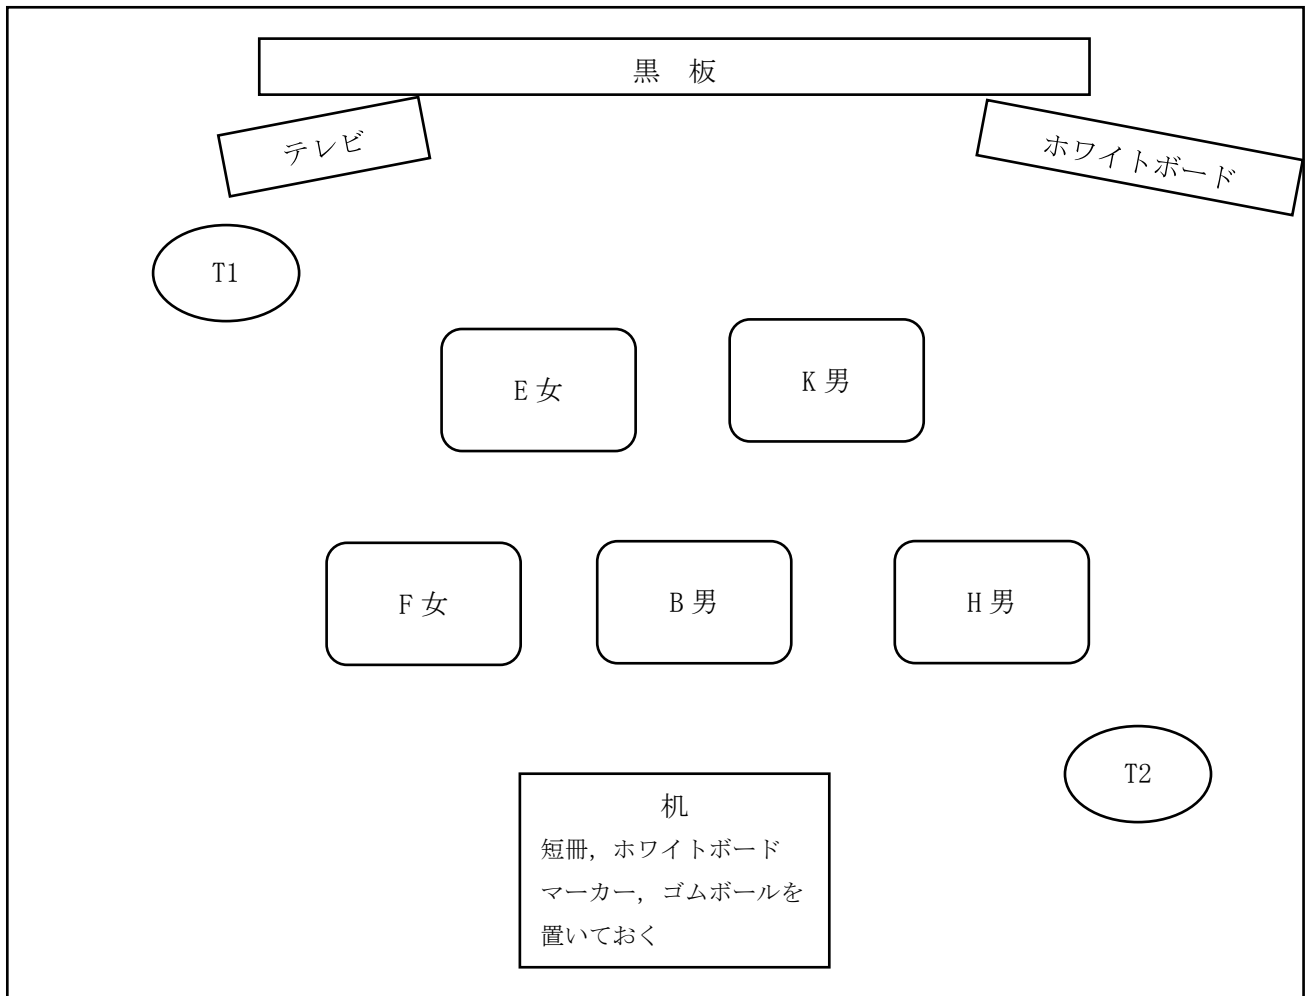 黒　板
テレビ
ホワイトボード
T1
E 女
K 男
F 女
B 男
H 男
T2
机
短冊，ホワイトボード
マーカー，ゴムボールを
置いておく